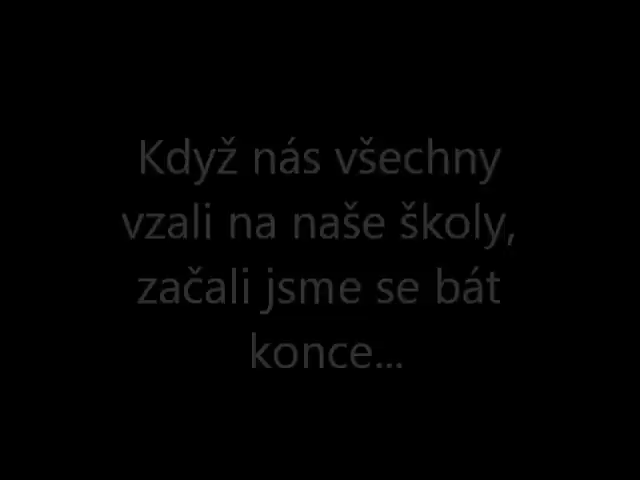 Když nás všechny
vzali na naše školy,
začali jsme se bát
konce...